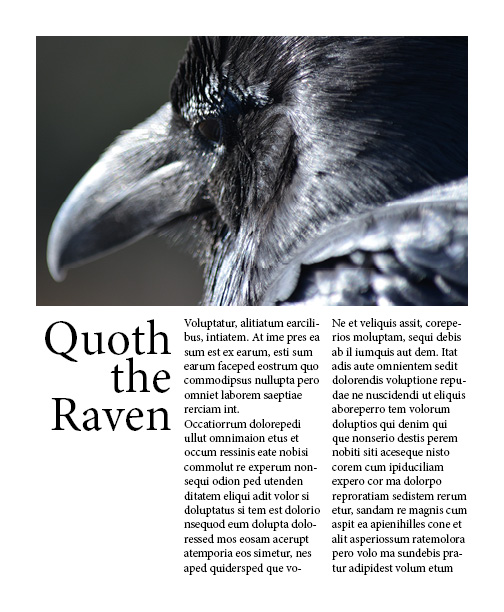 Quoth
the
Raven
Voluptatur, alitiatum earcili-
bus, intiatem. At ime pres ea
sum est ex earum, esti sum
earum faceped eostrum quo
commodipsus nullupta pero
omniet laborem saeptiae
rerciam int.
Occatiorrum dolorepedi
ullut omnimaion etus et
occum ressinis eate nobisi
commolut re experum non-
sequi odion ped utenden
ditatem eliqui adit volor si
doluptatus si tem est dolorio
nsequod eum dolupta dolo-
ressed mos eosam acerupt
atemporia eos simetur, nes
aped quidersped que vo-
Ne et veliquis assit, corepe-
rios moluptam, sequi debis
ab il iumquis aut dem. Itat
adis aute omnientem sedit
dolorendis voluptione repu-
dae ne nuscidendi ut eliquis
aboreperro tem volorum
doluptios qui denim qui
que nonserio destis perem
nobiti siti aceseque nisto
corem cum ipiduciliam
expero cor ma dolorpo
reproratiam sedistem rerum
etur, sandam re magnis cum
aspit ea apienihilles cone et
alit asperiossum ratemolora
pero volo ma sundebis pra-
tur adipidest volum etum